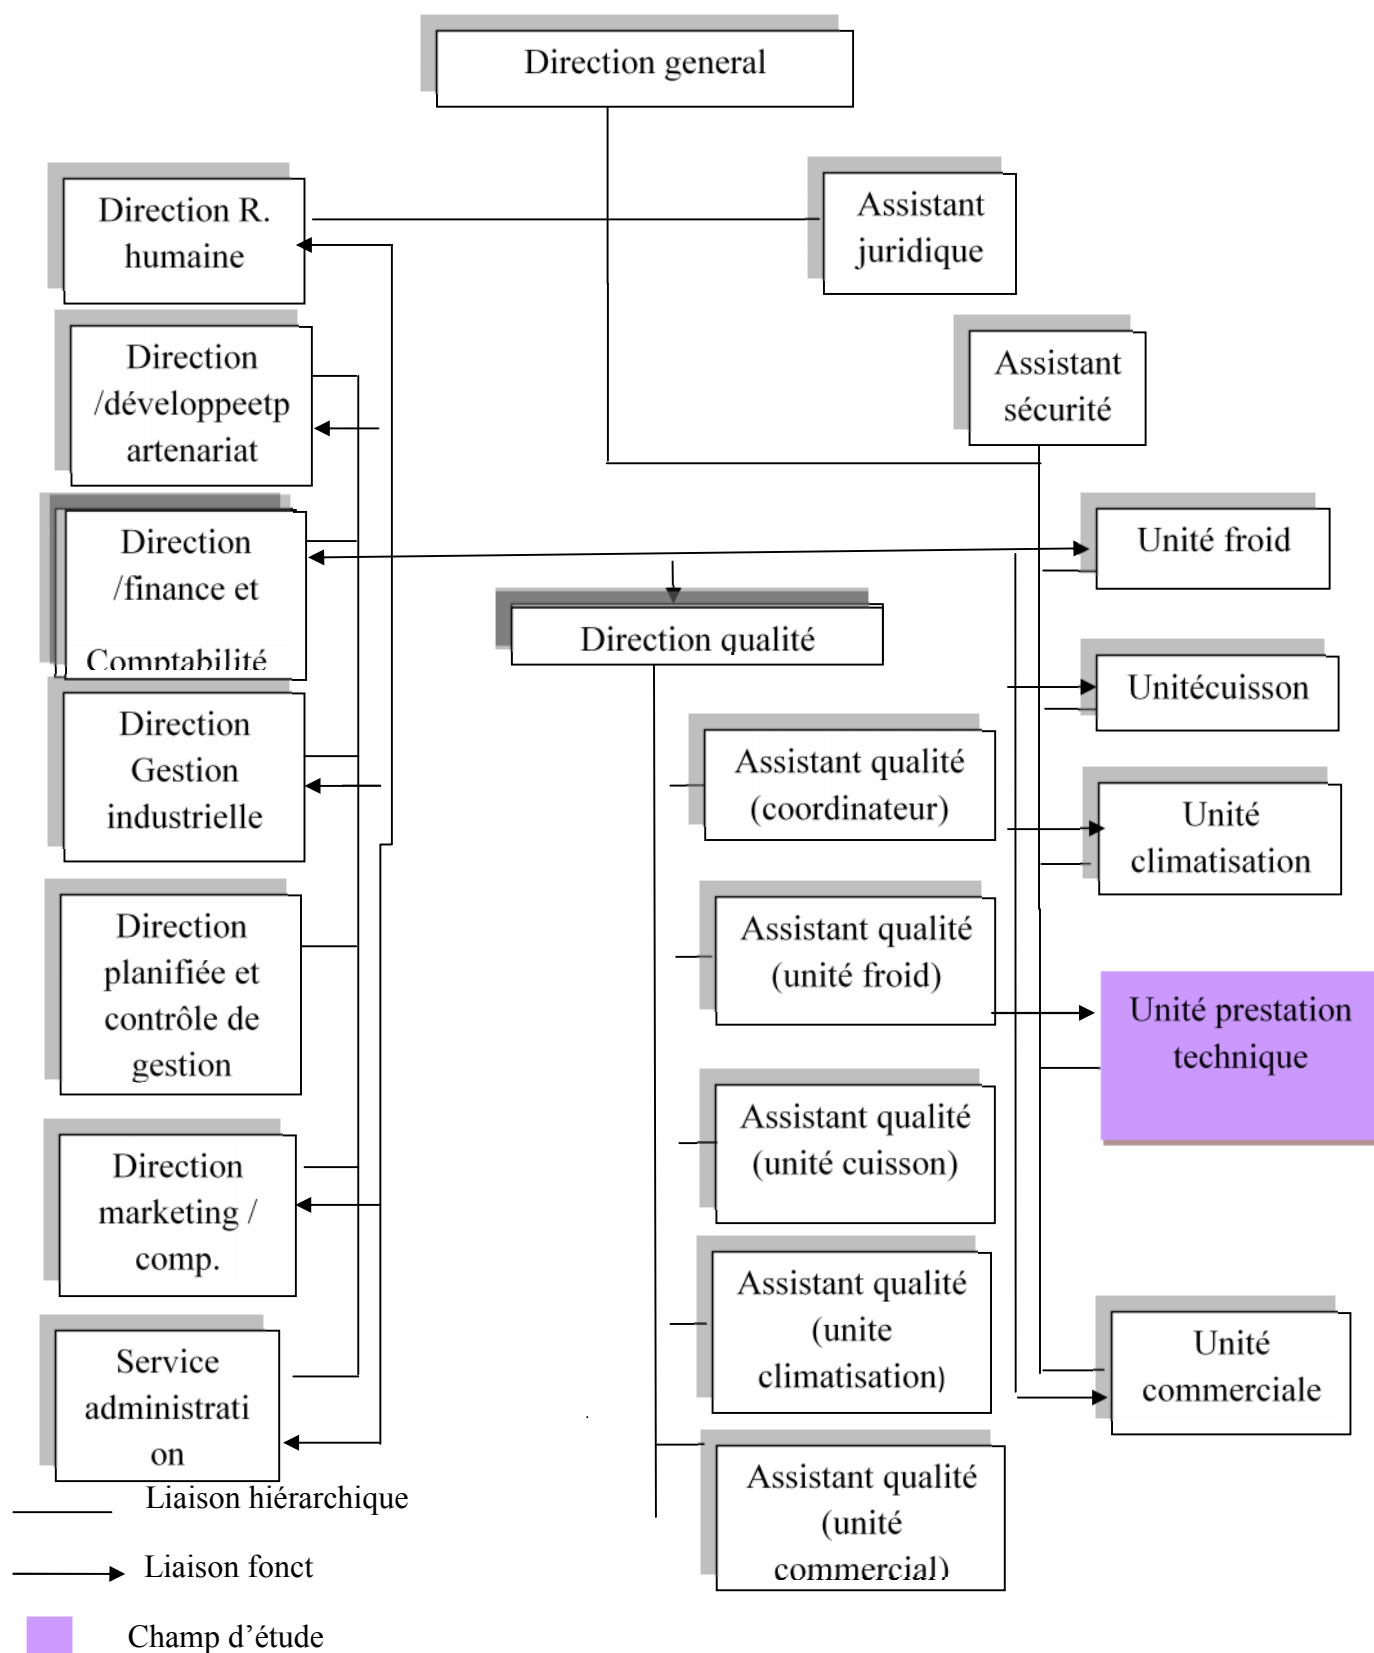 Direction general
Direction R.
humaine
Assistant
juridique
Direction
/développeetp
artenariat
Assistant
sécurité
Direction
/finance et
Comptabilité
Unité froid
Direction qualité
Unitécuisson
Direction
Gestion
industrielle
Assistant qualité
(coordinateur)
Unité
climatisation
Direction
planifiée et
contrôle de
gestion
Assistant qualité
(unité froid)
Unité prestation
technique
Direction
marketing /
comp.
Assistant qualité
(unité cuisson)
Assistant qualité
(unite
climatisation)
Service
administrati
on
Unité
commerciale
Assistant qualité
(unité
commercial)
Liaison hiérarchique
Liaison fonct
Champ d’étude